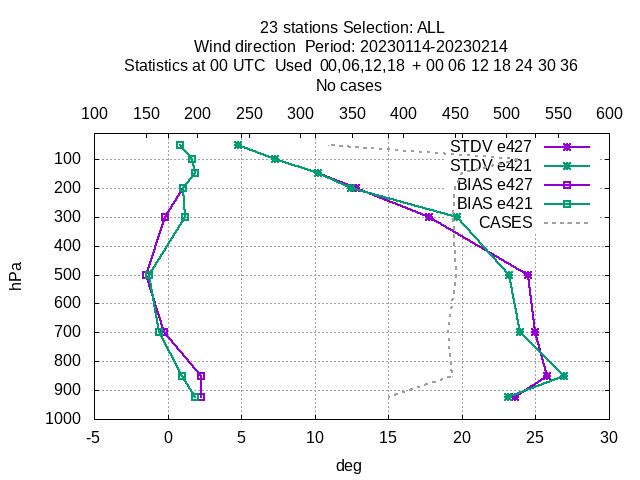 23 stations Selection: ALL
Wind direction  Period: 20230114-20230214
Statistics at 00 UTC  Used  00,06,12,18  + 00 06 12 18 24 30 36
No cases
100 150 200 250 300 350 400 450 500 550 600
STDV e427
STDV e421
BIAS e427
BIAS e421
CASES
100
200
300
400
500
600
700
800
900
1000
hPa
-5 0 5 10 15 20 25 30
deg